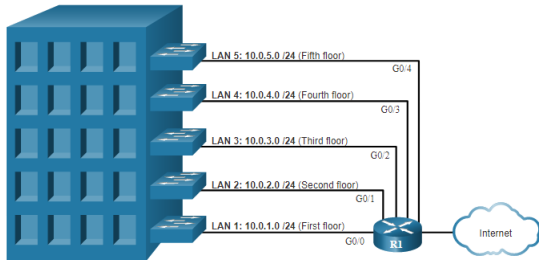 LAN 5: 10.0.5.0 /24 (Fifth floor)
G0/4
LAN 4: 10.0.4.0 /24 (Fourth floor)
G0/3
LAN 3: 10.0.3.0 /24 (Third floor)
G0/2
LAN 2: 10.0.2.0 /24 (Second floor)
G0/1
LAN 1: 10.0.1.0 /24 (First floor)
G0/0
R1
Internet